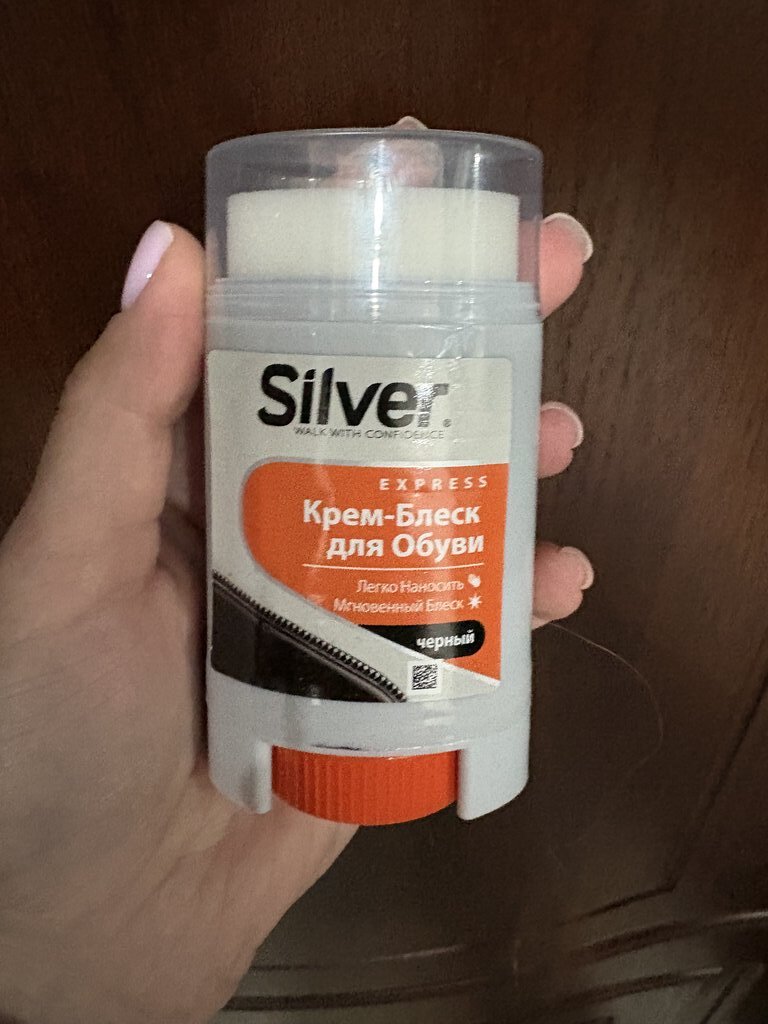 Silver®
WALK WITH CONFIDENCE
EXPRESS
Крем-Блеск
для Обуви
Легко Наносить
Мгновенный Блеск
черный